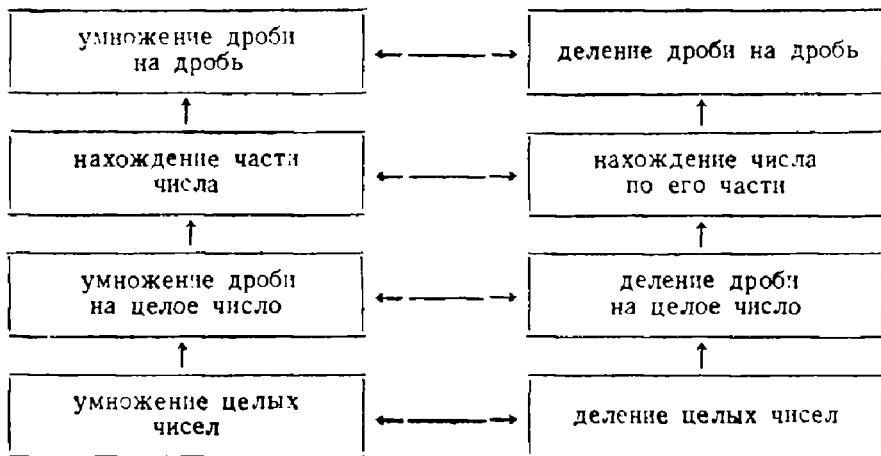 умножение дроби
на дробь
деление дроби на дробь
нахождение части
числа
нахождение числа
по его части
умножение дроби
на целое число
деление дроби
на целое число
умножение целых
чисел
деление целых чисел